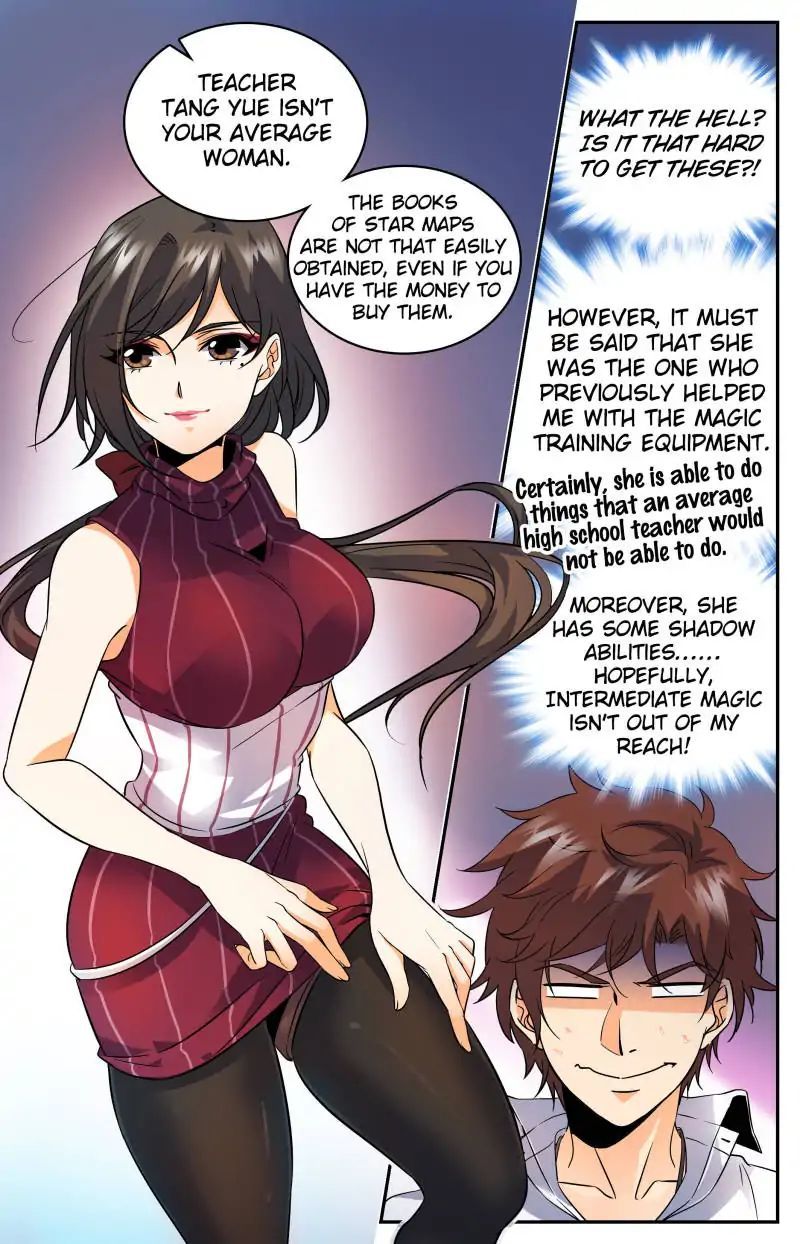 TEACHER
TANG YUE ISN'T
YOUR AVERAGE
WOMAN.
THE BOOKS
OF STAR MAPS
ARE NOT THAT EASILY
OBTAINED, EVEN IF YOU
HAVE THE MONEY TO
BUY THEM.
WHAT THE HELL?
IS IT THAT HARD
TO GET THESE?!
HOWEVER, IT MUST
BE SAID THAT SHE
WAS THE ONE WHO
PREVIOUSLY HELPED
ME WITH THE MAGIC
TRAINING EQUIPMENT.
Certainly, she is able to do
things that an average
high school teacher would
not be able to do.
MOREOVER, SHE
HAS SOME SHADOW
ABILITIES......
HOPEFULLY,
INTERMEDIATE MAGIC
ISN'T OUT OF MY
REACH!